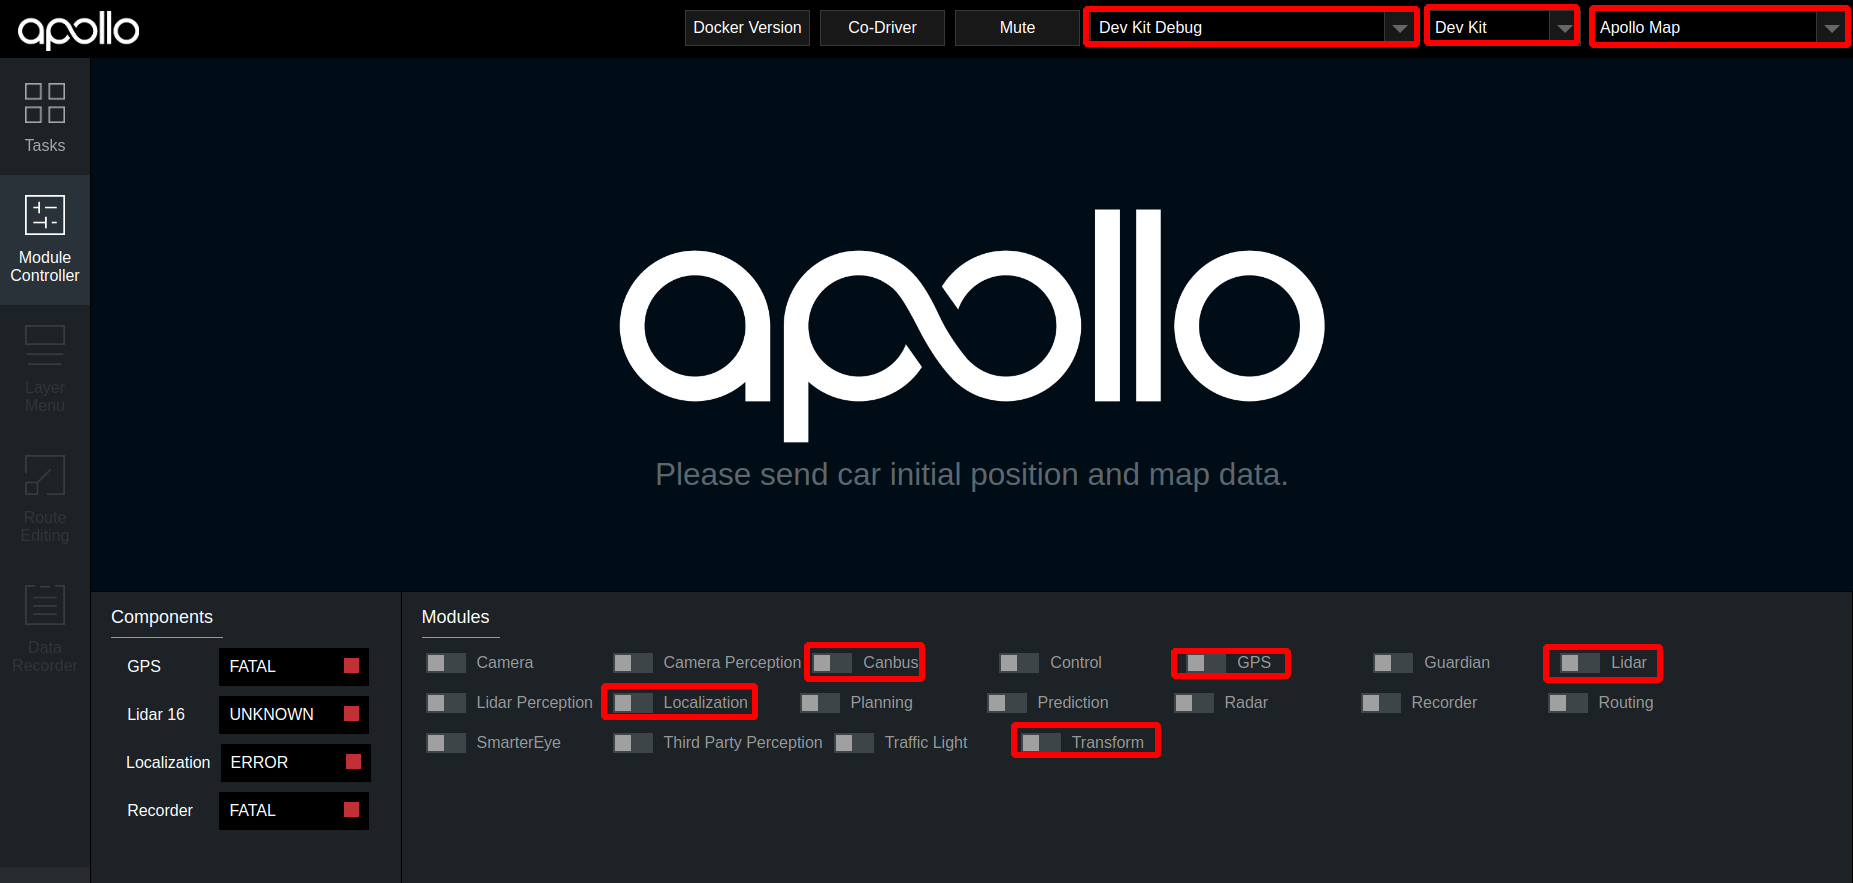 apollo
Docker Version
Co-Driver
Mute
Dev Kit Debug
Dev Kit
Apollo Map
Tasks
Module
Controller
Layer
Menu
Route
Editing
Data
Recorder
apollo
Please send car initial position and map data.
Components
GPS FATAL
Lidar 16 UNKNOWN
Localization ERROR
Recorder FATAL
Modules
Camera Camera Perception Canbus Control GPS Guardian Lidar
Lidar Perception Localization Planning Prediction Radar Recorder Routing
SmarterEye Third Party Perception Traffic Light Transform